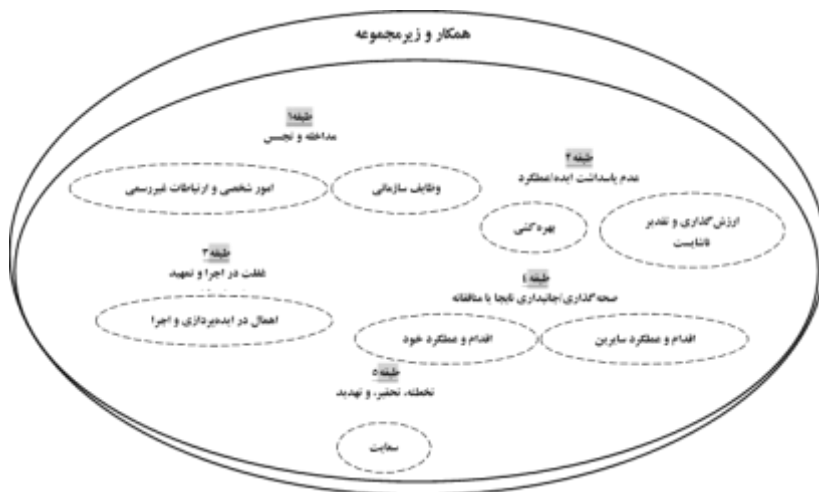 همکار و زیرمجموعه
طبقه۱
مداخله و تجسس
امور شخصی و ارتباطات غیررسمی
وظایف سازمانی
طبقه۲
عدم پاسداشت ایده/عملکرد
بهره‌کشی
ارزش‌گذاری و تقدیر
ناشایست
طبقه۳
غفلت در اجرا و تمهید
اهمال در ایده‌پردازی و اجرا
طبقه٤
صحه‌گذاری/جانبداری نابجا یا منافقانه
اقدام و عملکرد خود
اقدام و عملکرد سایرین
طبقه۵
تخطئه، تحقیر، و تهدید
سعایت